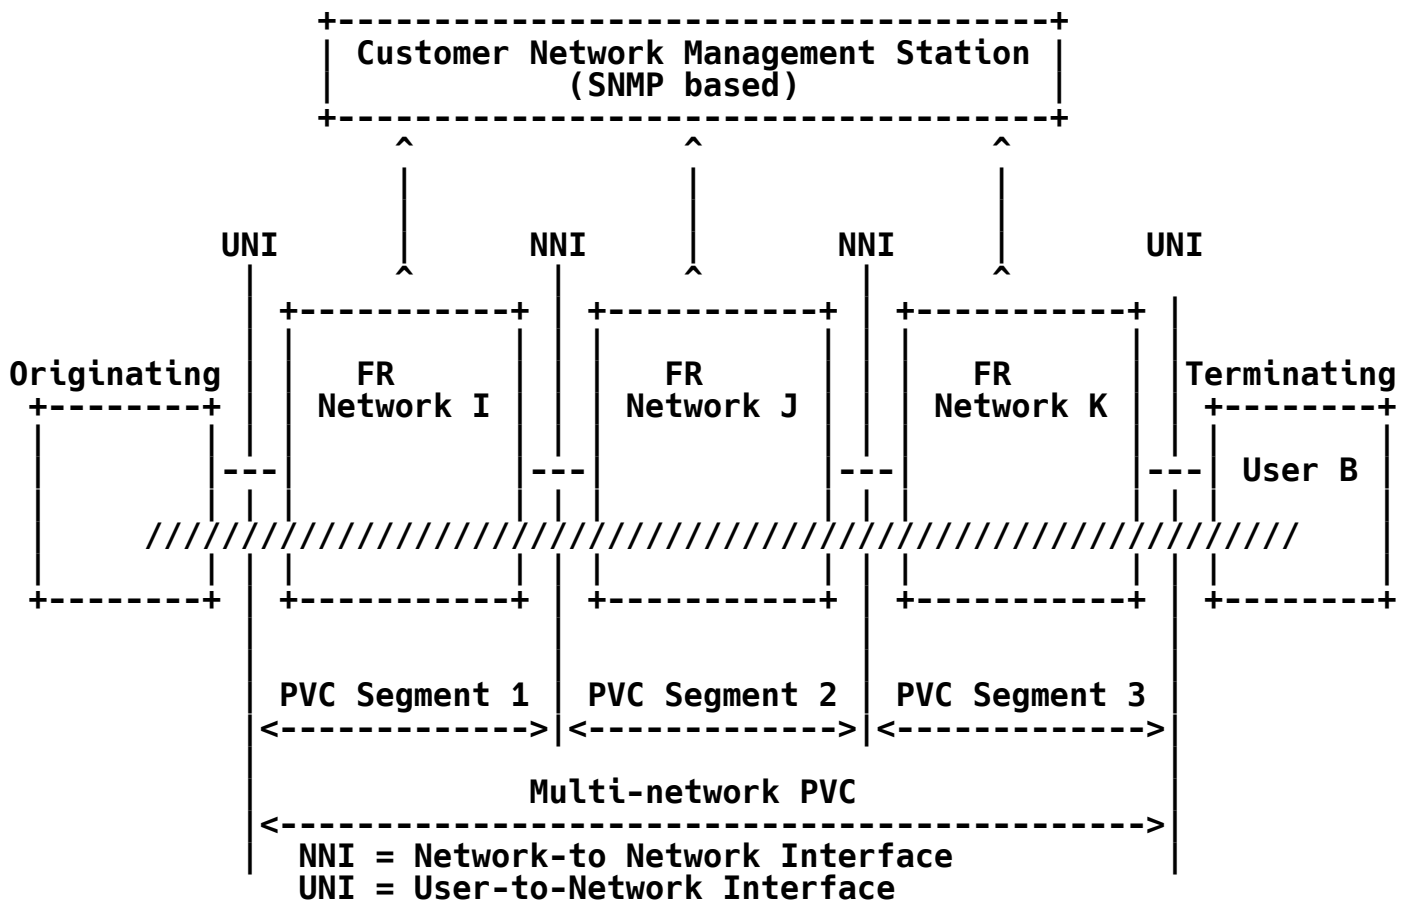 Customer Network Management Station
(SNMP based)
UNI NNI NNI UNI
Originating FR FR FR Terminating
Network I Network J Network K
User B
PVC Segment 1 PVC Segment 2 PVC Segment 3
Multi-network PVC
NNI = Network-to Network Interface
UNI = User-to-Network Interface